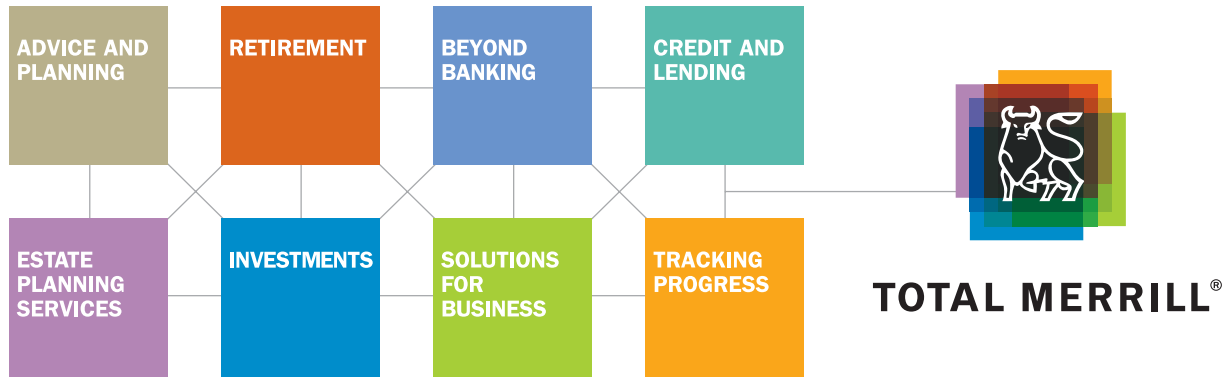 ADVICE AND
PLANNING
RETIREMENT
BEYOND
BANKING
CREDIT AND
LENDING
ESTATE
PLANNING
SERVICES
INVESTMENTS
SOLUTIONS
FOR
BUSINESS
TRACKING
PROGRESS
TOTAL MERRILL®